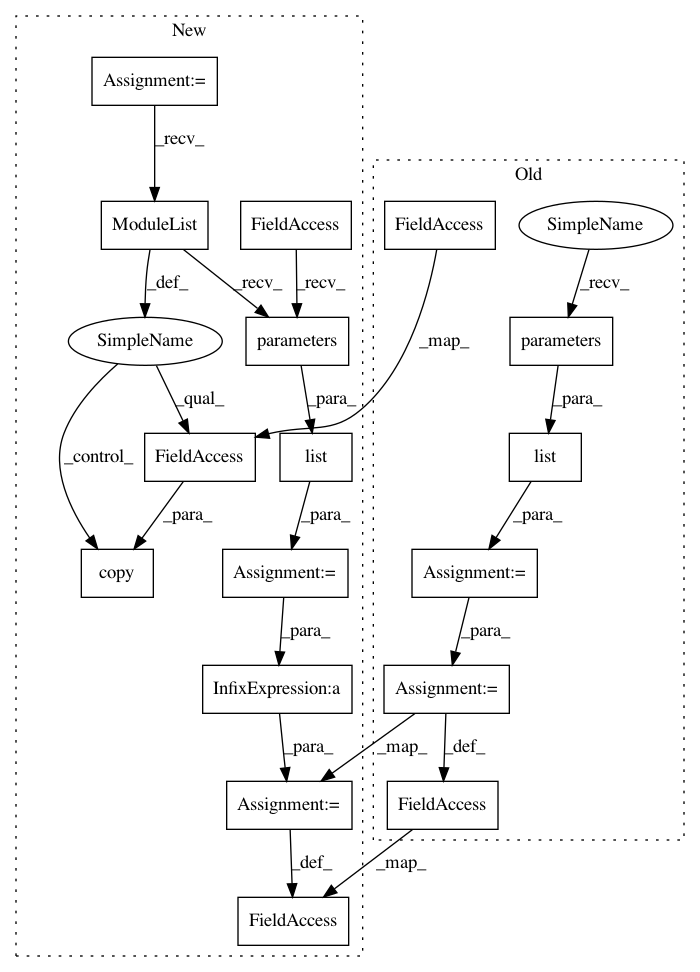 New
Assignment:=
_recv_
Old
ModuleList
FieldAccess
FieldAccess
SimpleName
_def_
_recv_
_recv_
_recv_
SimpleName
parameters
_map_
parameters
_qual_
_para_
_para_
_control_
FieldAccess
list
list
_para_
_para_
_para_
copy
Assignment:=
Assignment:=
_para_
_para_
InfixExpression:a
Assignment:=
_para_
_map_
_def_
Assignment:=
FieldAccess
_def_
_map_
FieldAccess